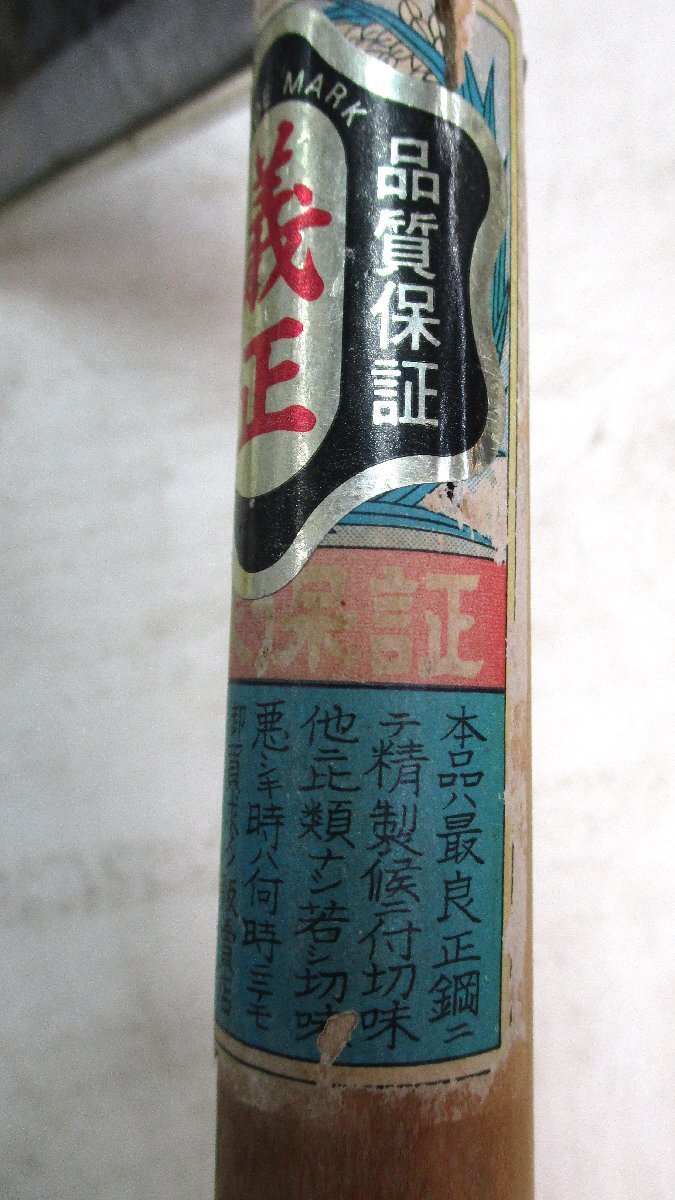 MARK
品質保証
義正
保証
本品ハ最良正鋼ニ
テ精製候ニ付切味
他ニ比類ナシ若シ切味
悪シキ時ハ何時ニテモ